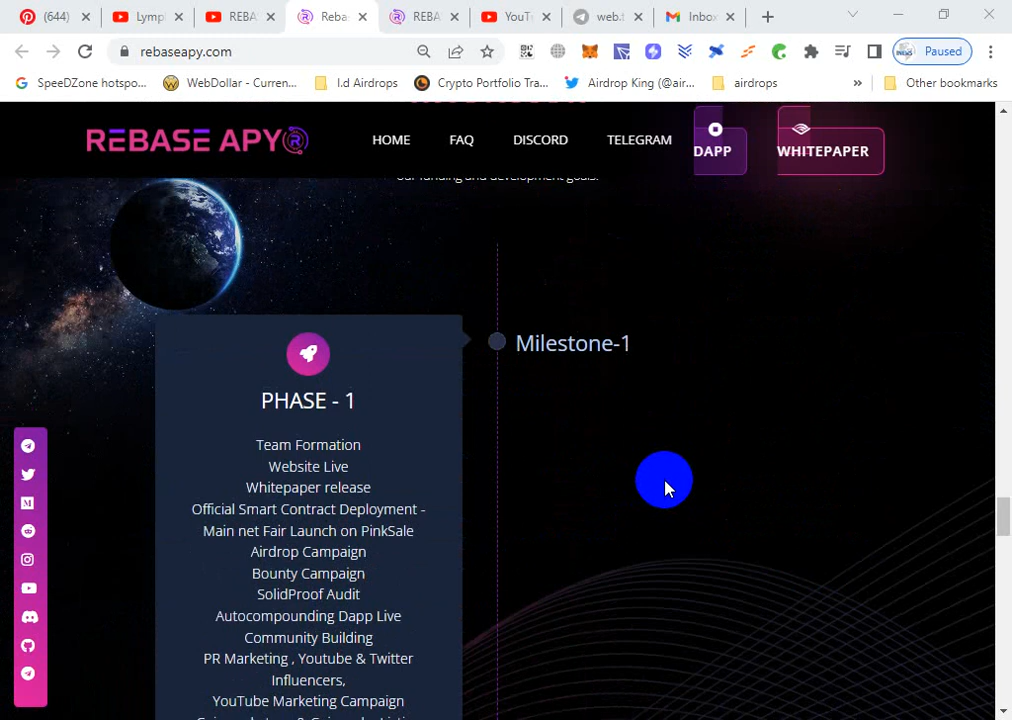 (644)
Lymp
REBA
Reba
REBA
YouT
web.t
Inbox
rebaseapy.com
Paused
SpeeDZone hotspo...
WebDollar - Curren...
I.d Airdrops
Crypto Portfolio Tra...
Airdrop King (@air...
airdrops
»
Other bookmarks
REBASE APY
HOME
FAQ
DISCORD
TELEGRAM
DAPP
WHITEPAPER
our funding and development goals.
Milestone-1
PHASE - 1
Team Formation
Website Live
Whitepaper release
Official Smart Contract Deployment -
Main net Fair Launch on PinkSale
Airdrop Campaign
Bounty Campaign
SolidProof Audit
Autocompounding Dapp Live
Community Building
PR Marketing , Youtube & Twitter
Influencers,
YouTube Marketing Campaign